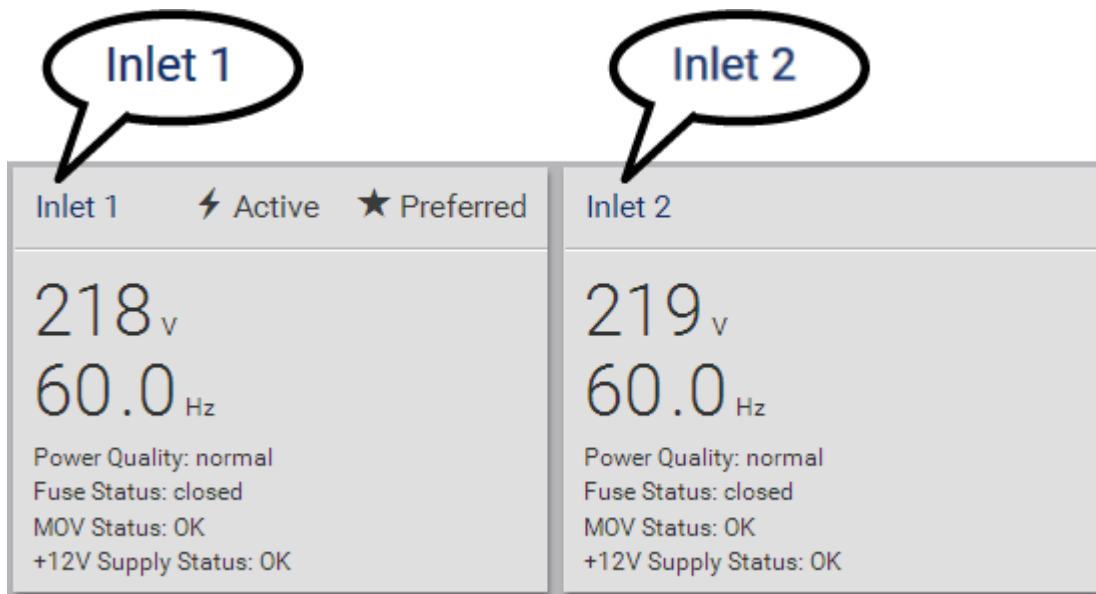 Inlet 1
Inlet 2
Inlet 1 Active Preferred
218 V
60.0 Hz
Power Quality: normal
Fuse Status: closed
MOV Status: OK
+12V Supply Status: OK
Inlet 2
219 V
60.0 Hz
Power Quality: normal
Fuse Status: closed
MOV Status: OK
+12V Supply Status: OK